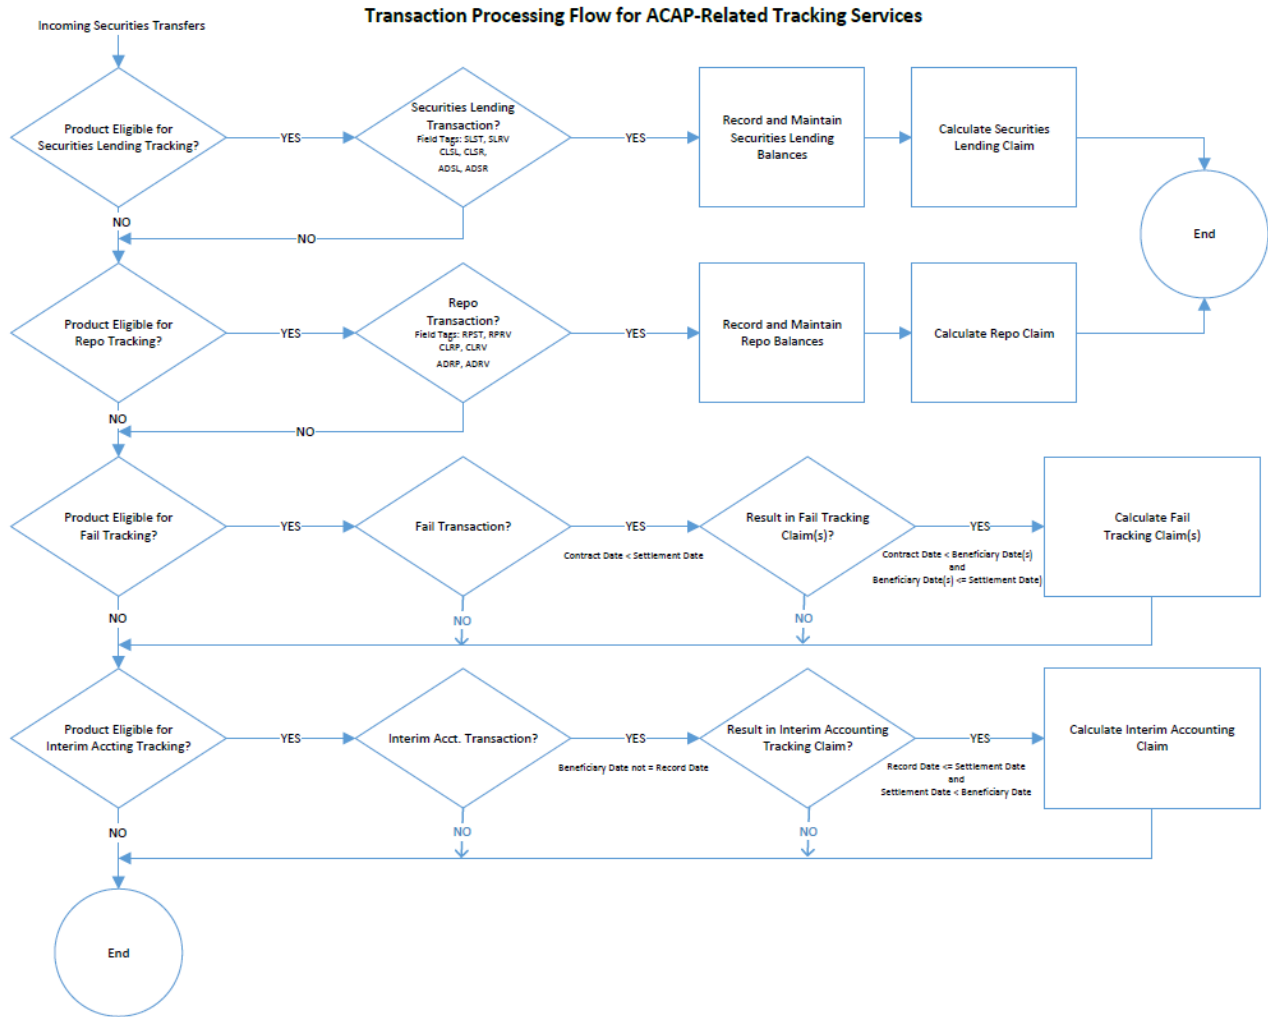 Transaction Processing Flow for ACAP-Related Tracking Services
Incoming Securities Transfers
Product Eligible for
Securities Lending Tracking?
YES
Securities Lending
Transaction?
Field Tags: SLST, SLRV
CLSL, CLSR,
ADSL, ADSR
YES
Record and Maintain
Securities Lending
Balances
Calculate Securities
Lending Claim
End
NO
NO
Product Eligible for
Repo Tracking?
YES
Repo
Transaction?
Field Tags: RPST, RPRV
CLRP, CLRV
ADRP, ADRV
YES
Record and Maintain
Repo Balances
Calculate Repo Claim
NO
NO
Product Eligible for
Fail Tracking?
YES
Fail Transaction?
YES
Contract Date < Settlement Date
Result in Fail Tracking
Claim(s)?
YES
Contract Date < Beneficiary Date(s)
and
Beneficiary Date(s) <= Settlement Date)
Calculate Fail
Tracking Claim(s)
NO
NO
NO
Product Eligible for
Interim Accting Tracking?
YES
Interim Acct. Transaction?
YES
Beneficiary Date not = Record Date
Result in Interim Accounting
Tracking Claim?
YES
Record Date <= Settlement Date
and
Settlement Date < Beneficiary Date
Calculate Interim Accounting
Claim
NO
NO
NO
End